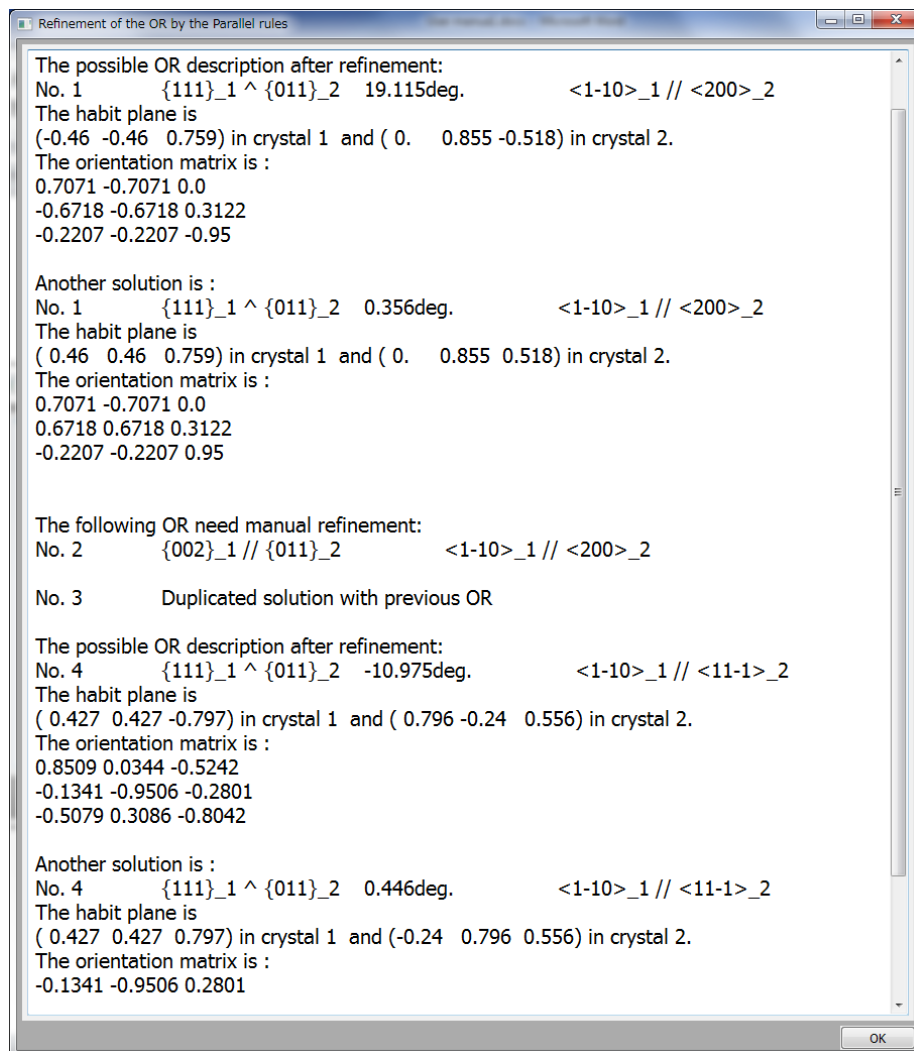 Refinement of the OR by the Parallel rules
The possible OR description after refinement:
No. 1 {111}_1 ^ {011}_2 19.115deg. <1-10>_1 // <200>_2
The habit plane is
(-0.46 -0.46 0.759) in crystal 1 and ( 0. 0.855 -0.518) in crystal 2.
The orientation matrix is :
0.7071 -0.7071 0.0
-0.6718 -0.6718 0.3122
-0.2207 -0.2207 -0.95
Another solution is :
No. 1 {111}_1 ^ {011}_2 0.356deg. <1-10>_1 // <200>_2
The habit plane is
( 0.46 0.46 0.759) in crystal 1 and ( 0. 0.855 0.518) in crystal 2.
The orientation matrix is :
0.7071 -0.7071 0.0
0.6718 0.6718 0.3122
-0.2207 -0.2207 0.95
The following OR need manual refinement:
No. 2 {002}_1 // {011}_2 <1-10>_1 // <200>_2
No. 3 Duplicated solution with previous OR
The possible OR description after refinement:
No. 4 {111}_1 ^ {011}_2 -10.975deg. <1-10>_1 // <11-1>_2
The habit plane is
( 0.427 0.427 -0.797) in crystal 1 and ( 0.796 -0.24 0.556) in crystal 2.
The orientation matrix is :
0.8509 0.0344 -0.5242
-0.1341 -0.9506 -0.2801
-0.5079 0.3086 -0.8042
Another solution is :
No. 4 {111}_1 ^ {011}_2 0.446deg. <1-10>_1 // <11-1>_2
The habit plane is
( 0.427 0.427 0.797) in crystal 1 and (-0.24 0.796 0.556) in crystal 2.
The orientation matrix is :
-0.1341 -0.9506 0.2801
OK